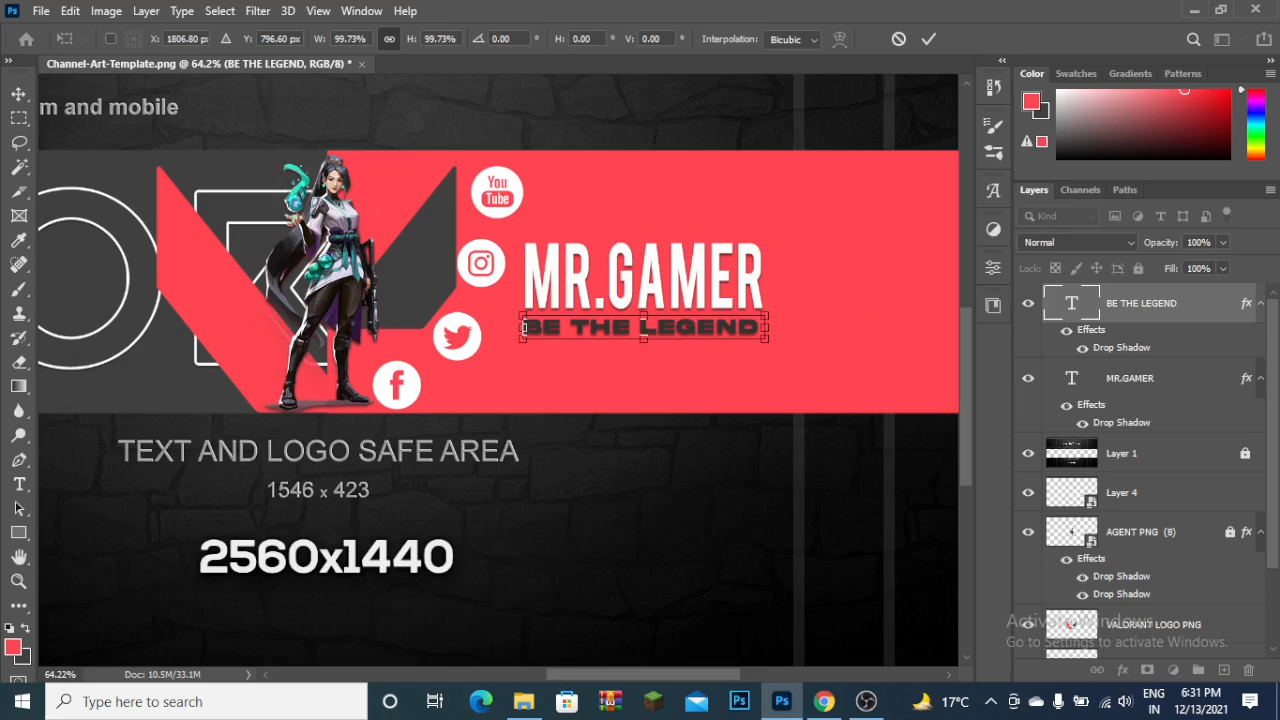 Ps File Edit Image Layer Type Select Filter 3D View Window Help
X: 1806.80 px Y: 796.60 px W: 99.73% H: 99.73% 0.00 ° H: 0.00 ° V: 0.00 ° Interpolation: Bicubic
Channel-Art-Template.png @ 64.2% (BE THE LEGEND, RGB/8) * ×
Color Swatches Gradients Patterns
m and mobile
You
Tube
MR.GAMER
BE THE LEGEND
f
TEXT AND LOGO SAFE AREA
1546 x 423
2560x1440
Layers Channels Paths
Kind
Normal Opacity: 100%
Lock: Fill: 100%
T BE THE LEGEND fx
Effects
Drop Shadow
T MR.GAMER fx
Effects
Drop Shadow
Layer 1
Layer 4
AGENT PNG (8) fx
Effects
Drop Shadow
Drop Shadow
VALORANT LOGO PNG
Activate Windows
Go to Settings to activate Windows.
64.22% Doc: 10.5M/33.1M
Type here to search
Ps Ps
17°C
ENG
IN
6:31 PM
12/13/2021